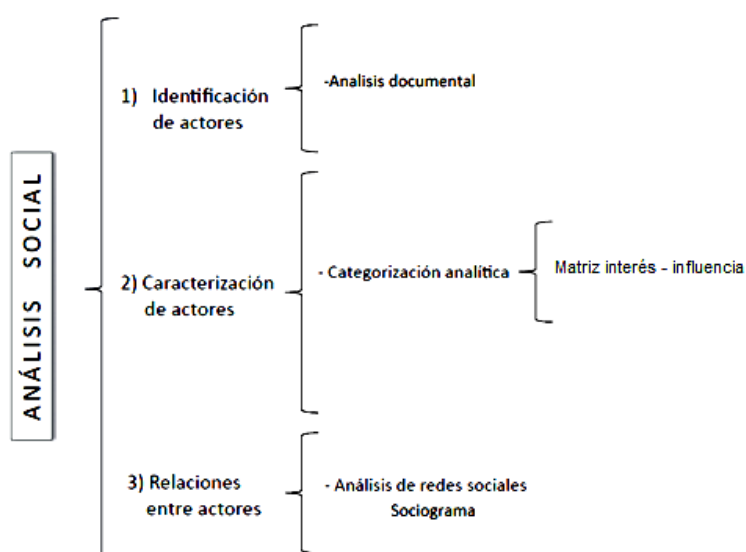 ANÁLISIS SOCIAL
1) Identificación
de actores
-Analisis documental
2) Caracterización
de actores
- Categorización analítica
Matriz interés - influencia
3) Relaciones
entre actores
- Análisis de redes sociales
Sociograma